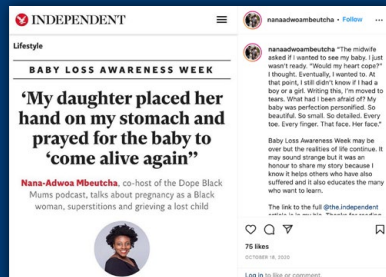 INDEPENDENT
Lifestyle
BABY LOSS AWARENESS WEEK
‘My daughter placed her
hand on my stomach and
prayed for the baby to
‘come alive again”
Nana-Adwoa Mbeutcha, co-host of the Dope Black
Mums podcast, talks about pregnancy as a Black
woman, superstitions and grieving a lost child
nanaadwoambeutcha • Follow ...
nanaadwoambeutcha "The midwife
asked if I wanted to see my baby. I just
wasn't ready. "Would my heart cope?"
I thought. Eventually, I wanted to. At
that point, I still didn't know if I had a
boy or a girl. Writing this, I'm moved to
tears. What had I been afraid of? My
baby was perfection personified. So
beautiful. So small. So detailed. Every
toe. Every finger. That face. Her face."
Baby Loss Awareness Week may be
over but the realities of life continue. It
may sound strange but it was an
honour to share my story because I
know it helps others who have also
suffered and it also educates the many
who want to learn.
The link to the full @the.independent
75 likes
OCTOBER 18, 2020
Log in to like or comment